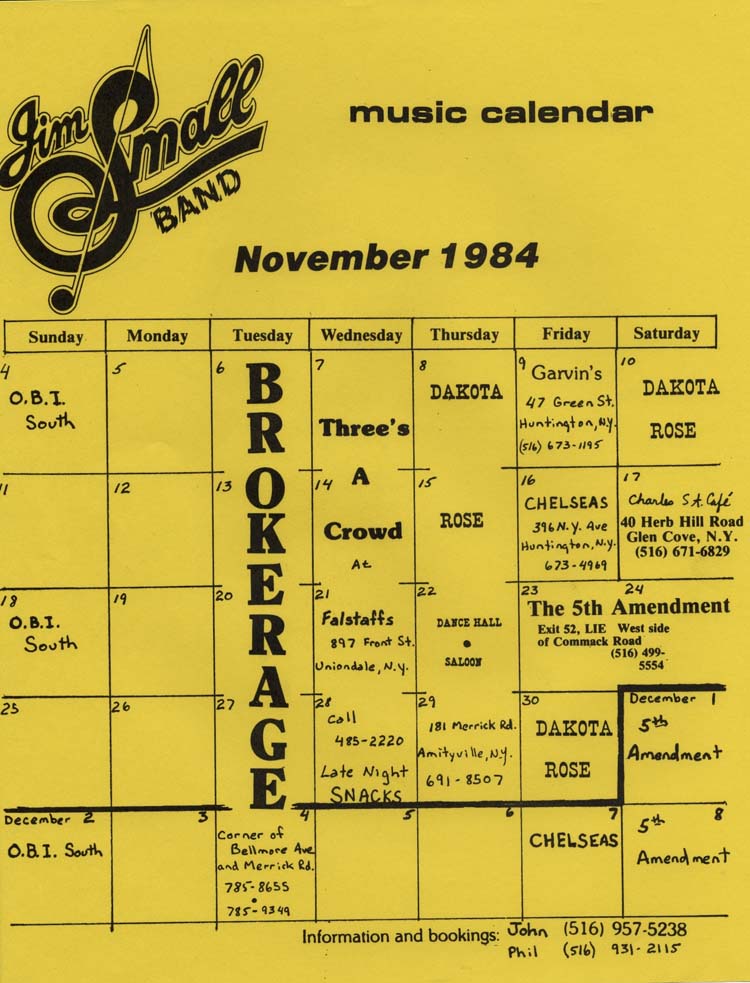 Jim Small
BAND
music calendar
November 1984
Sunday Monday Tuesday Wednesday Thursday Friday Saturday
4
O.B.I.
South
5
6
BROKERAGE
7
Three's
8
DAKOTA
9
Garvin's
47 Green St.
Huntington, N.Y.
(516) 673-1195
10
DAKOTA
ROSE
11
12
13
14
A
Crowd
At
15
ROSE
16
CHELSEAS
396 N.Y. Ave
Huntington, N.Y.
673-4969
17
Charles St. Café
40 Herb Hill Road
Glen Cove, N.Y.
(516) 671-6829
18
O.B.I.
South
19
20
21
Falstaffs
897 Front St.
Uniondale, N.Y.
22
DANCE HALL
•
SALOON
23 24
The 5th Amendment
Exit 52, LIE West side
of Commack Road
(516) 499-
5554
25
26
27
28
Call
485-2220
Late Night
SNACKS
29
181 Merrick Rd.
Amityville, N.Y.
691-8507
30
DAKOTA
ROSE
December 1
5th
Amendment
December 2
O.B.I. South
3
4
Corner of
Bellmore Ave
and Merrick Rd.
785-8655
•
785-9349
5
6
7
CHELSEAS
8
5th
Amendment
Information and bookings: John (516) 957-5238
Phil (516) 931-2115